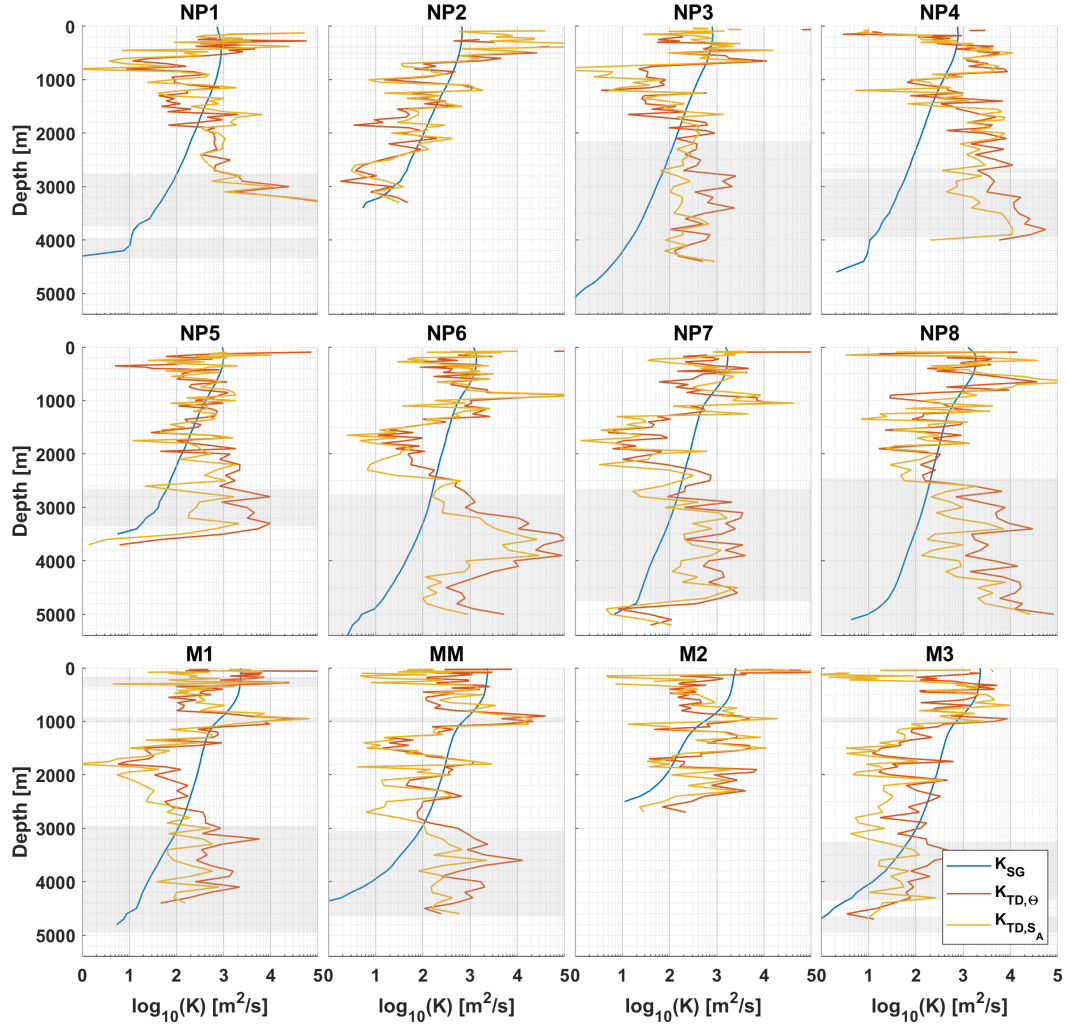 NP1 NP2 NP3 NP4
0
1000
2000
3000
4000
5000
Depth [m]
NP5 NP6 NP7 NP8
0
1000
2000
3000
4000
5000
Depth [m]
M1 MM M2 M3
0
1000
2000
3000
4000
5000
Depth [m]
K_SG
K_TD,Θ
K_TD,S_A
0 1 2 3 4 50 1 2 3 4 50 1 2 3 4 50 1 2 3 4 5
log₁₀(K) [m²/s] log₁₀(K) [m²/s] log₁₀(K) [m²/s] log₁₀(K) [m²/s]